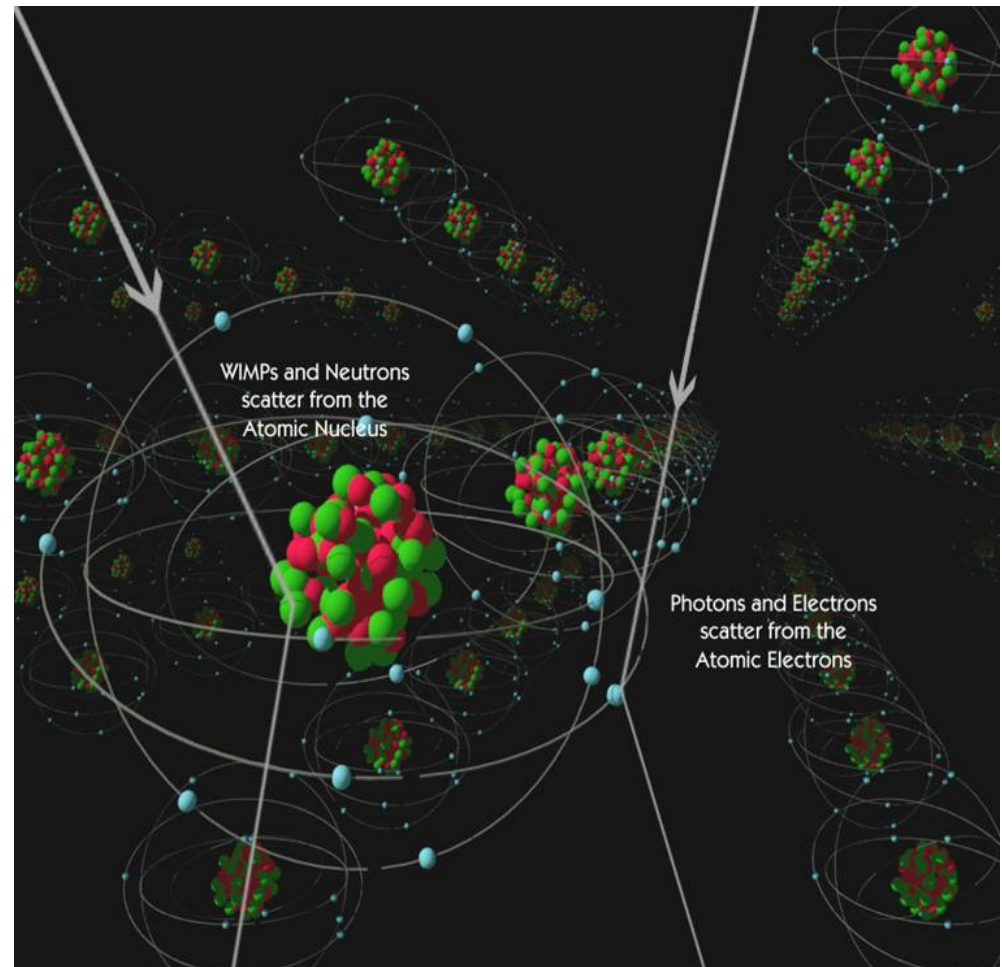 WIMPs and Neutrons
scatter from the
Atomic Nucleus
Photons and Electrons
scatter from the
Atomic Electrons